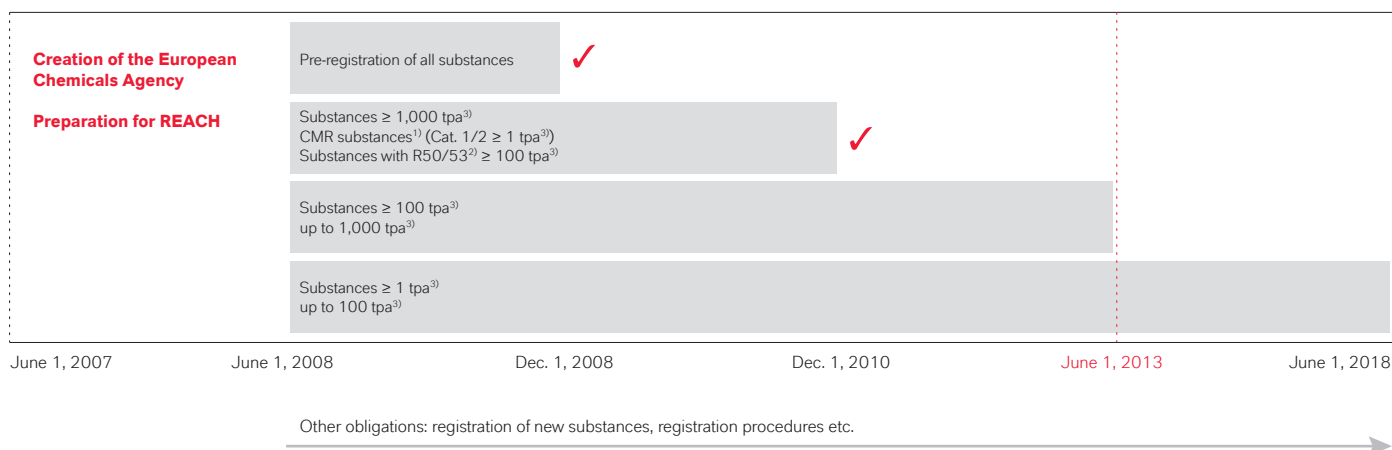 Creation of the European
Chemicals Agency
Pre-registration of all substances
✓
Preparation for REACH
Substances ≥ 1,000 tpa3)
CMR substances1) (Cat. 1/2 ≥ 1 tpa3))
Substances with R50/532) ≥ 100 tpa3)
✓
Substances ≥ 100 tpa3)
up to 1,000 tpa3)
Substances ≥ 1 tpa3)
up to 100 tpa3)
June 1, 2007
June 1, 2008
Dec. 1, 2008
Dec. 1, 2010
June 1, 2013
June 1, 2018
Other obligations: registration of new substances, registration procedures etc.